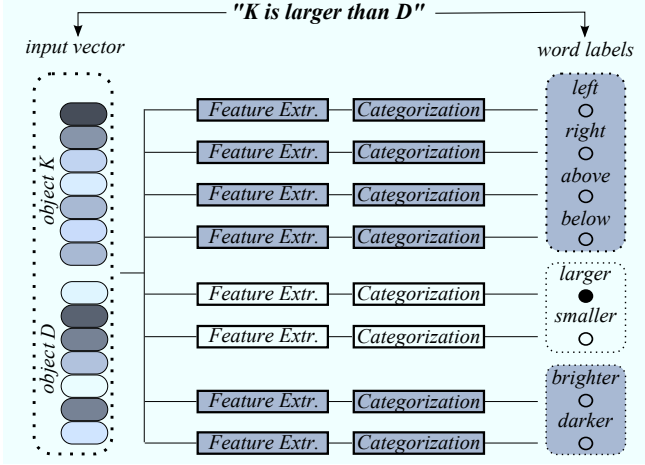 "K is larger than D"
input vector
word labels
object K
object D
Feature Extr. Categorization left
Feature Extr. Categorization right
Feature Extr. Categorization above
Feature Extr. Categorization below
Feature Extr. Categorization larger
Feature Extr. Categorization smaller
Feature Extr. Categorization brighter
Feature Extr. Categorization darker